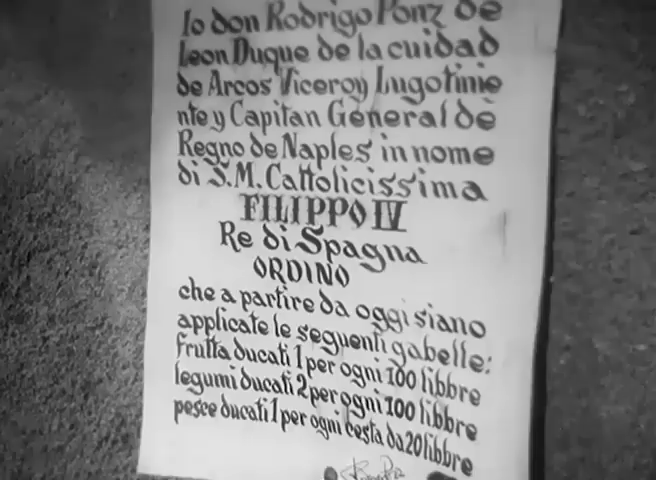 Io don Rodrigo Ponz de
Leon Duque de la cuidad
de Arcos Viceroy Lugotinie
nte y Capitan General dè
Regno de Naples in nome
di S.M. Cattolicissima
FILIPPO IV
Re di Spagna
ORDINO
che a partire da oggi siano
applicate le seguenti gabelle:
frutta ducati 1 per ogni 100 libbre
legumi ducati 2 per ogni 100 libbre
pesce ducati 1 per ogni cesta da 20 libbre